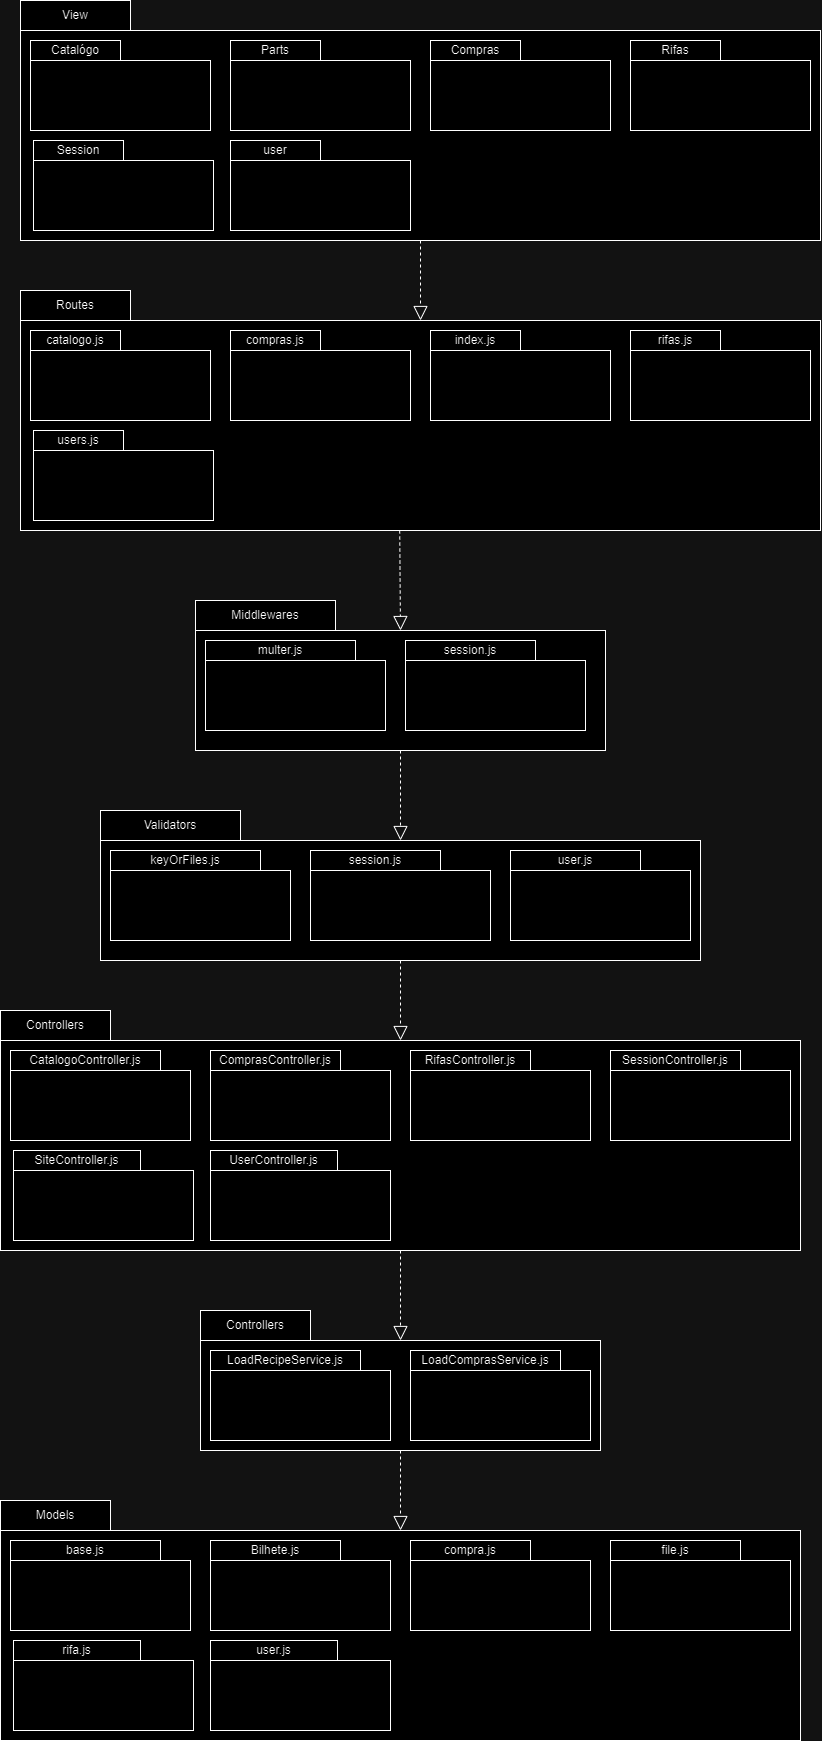 View
Catalógo
Parts
Compras
Rifas
Session
user
Routes
catalogo.js
compras.js
index.js
rifas.js
users.js
Middlewares
multer.js
session.js
Validators
keyOrFiles.js
session.js
user.js
Controllers
CatalogoController.js
ComprasController.js
RifasController.js
SessionController.js
SiteController.js
UserController.js
Controllers
LoadRecipeService.js
LoadComprasService.js
Models
base.js
Bilhete.js
compra.js
file.js
rifa.js
user.js